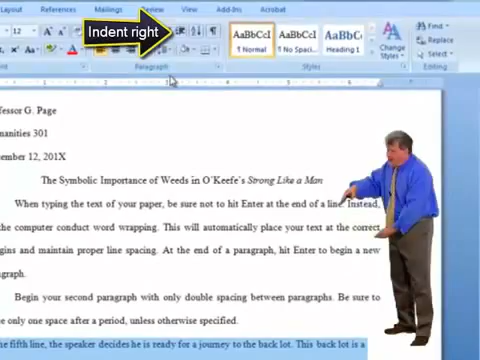 Layout References Mailings Review View Add-Ins Acrobat
Indent right
12
AaBbCcI AaBbCcI AaBbC
¶ Normal ¶ No Spaci... Heading 1
Change Styles
Find
Replace
Select
Paragraph Styles Editing
fessor G. Page
manities 301
cember 12, 201X
The Symbolic Importance of Weeds in O'Keefe's Strong Like a Man
When typing the text of your paper, be sure not to hit Enter at the end of a line. Instead,
the computer conduct word wrapping. This will automatically place your text at the correct
gins and maintain proper line spacing. At the end of a paragraph, hit Enter to begin a new
agraph.
Begin your second paragraph with only double spacing between paragraphs. Be sure to
e only one space after a period, unless otherwise specified.
he fifth line, the speaker decides he is ready for a journey to the back lot. This back lot is a